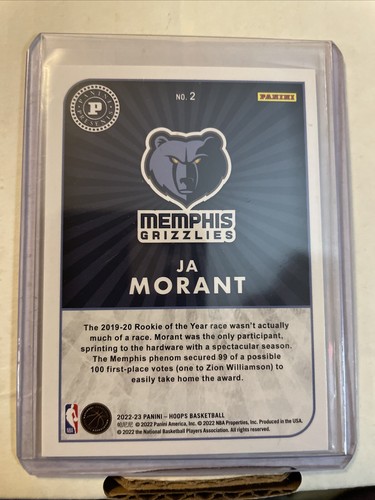 PANINI PRESENTS
P
NO. 2
PANINI
MEMPHIS
GRIZZLIES
JA
MORANT
The 2019-20 Rookie of the Year race wasn't actually
much of a race. Morant was the only participant,
sprinting to the hardware with a spectacular season.
The Memphis phenom secured 99 of a possible
100 first-place votes (one to Zion Williamson) to
easily take home the award.
2022-23 PANINI – HOOPS BASKETBALL
© 2022 Panini America, Inc. © 2022 NBA Properties, Inc. Produced in the USA.
© 2022 the National Basketball Players Association. All rights reserved.